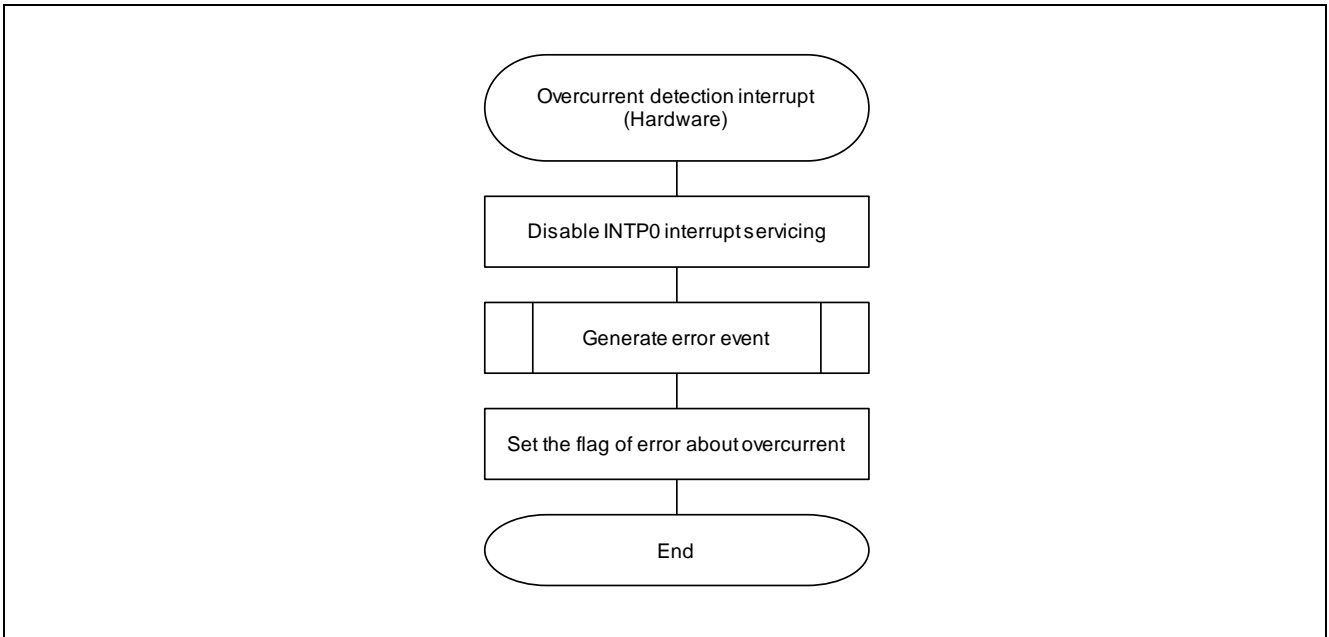 Overcurrent detection interrupt
(Hardware)
Disable INTP0 interrupt servicing
Generate error event
Set the flag of error about overcurrent
End